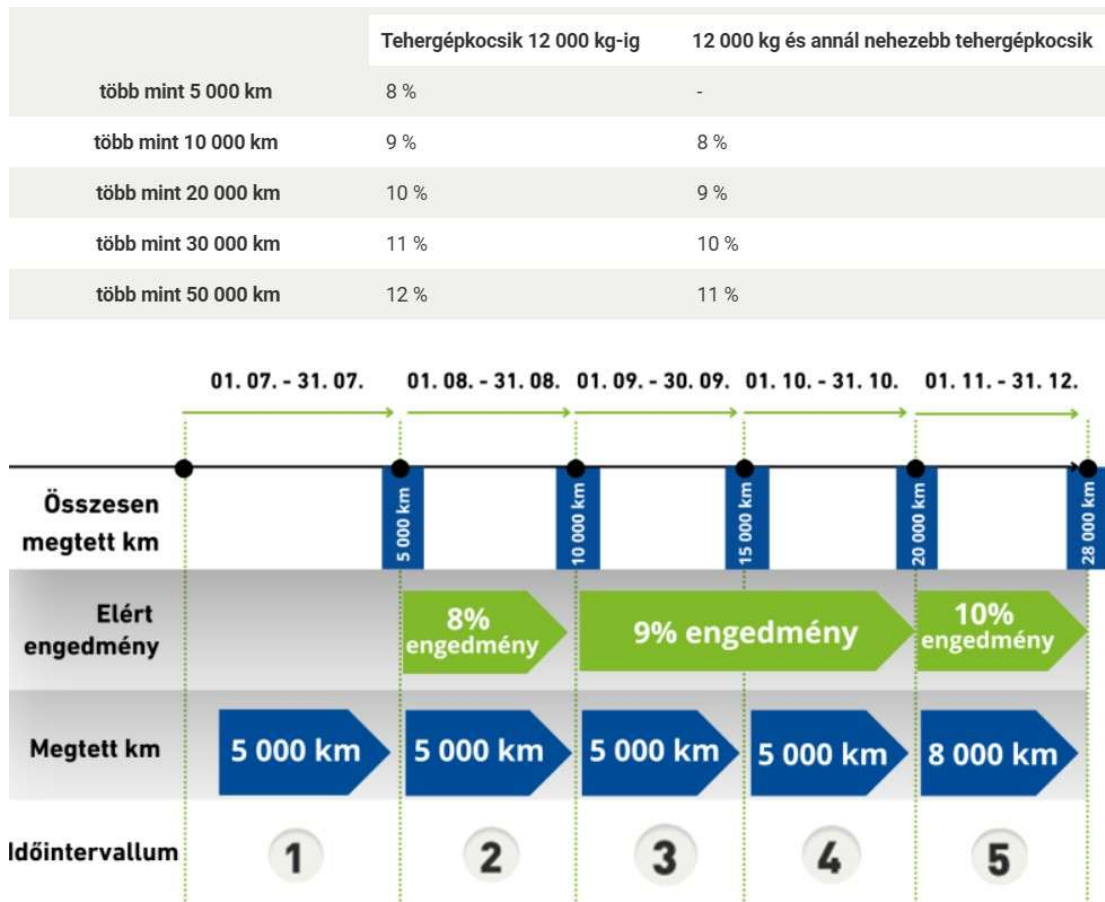 Tehergépkocsik 12 000 kg-ig 12 000 kg és annál nehezebb tehergépkocsik
több mint 5 000 km 8 % -
több mint 10 000 km 9 % 8 %
több mint 20 000 km 10 % 9 %
több mint 30 000 km 11 % 10 %
több mint 50 000 km 12 % 11 %
01. 07. - 31. 07. 01. 08. - 31. 08. 01. 09. - 30. 09. 01. 10. - 31. 10. 01. 11. - 31. 12.
Összesen
megtett km
5 000 km
10 000 km
15 000 km
20 000 km
28 000 km
Elért
engedmény
8%
engedmény
9% engedmény
10%
engedmény
Megtett km 5 000 km 5 000 km 5 000 km 5 000 km 8 000 km
Időintervallum 1 2 3 4 5